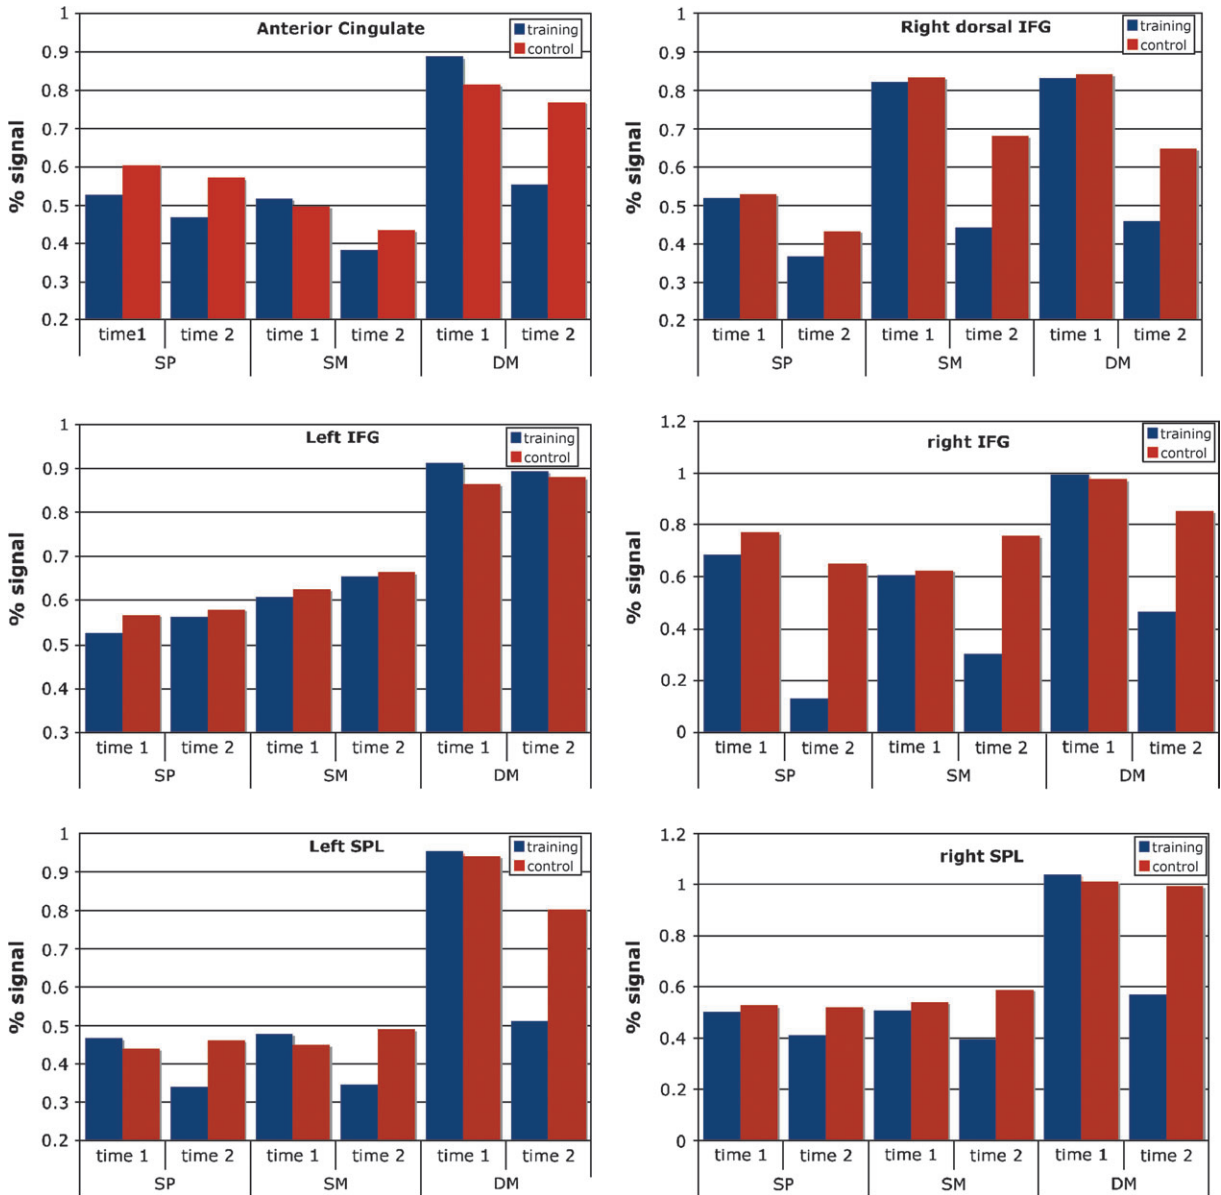 Anterior Cingulate
training
control
% signal
1
0.9
0.8
0.7
0.6
0.5
0.4
0.3
0.2
time1 time 2 time 1 time 2 time 1 time 2
SP SM DM
Right dorsal IFG
training
control
% signal
1
0.9
0.8
0.7
0.6
0.5
0.4
0.3
0.2
time 1 time 2 time 1 time 2 time 1 time 2
SP SM DM
Left IFG
training
control
% signal
1
0.9
0.8
0.7
0.6
0.5
0.4
0.3
time 1 time 2 time 1 time 2 time 1 time 2
SP SM DM
right IFG
training
control
% signal
1.2
1
0.8
0.6
0.4
0.2
0
time 1 time 2 time 1 time 2 time 1 time 2
SP SM DM
Left SPL
training
control
% signal
1
0.9
0.8
0.7
0.6
0.5
0.4
0.3
0.2
time 1 time 2 time 1 time 2 time 1 time 2
SP SM DM
right SPL
training
control
% signal
1.2
1
0.8
0.6
0.4
0.2
0
time 1 time 2 time 1 time 2 time 1 time 2
SP SM DM